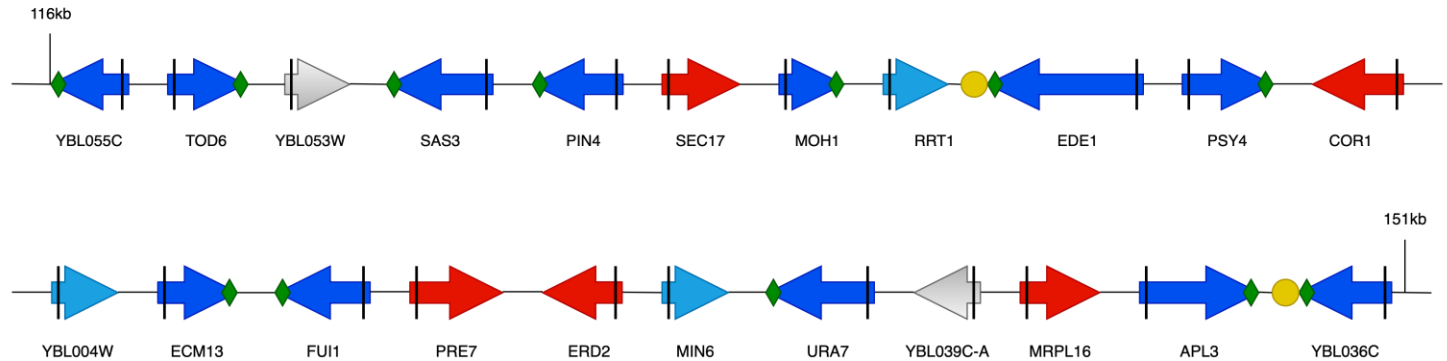 116kb
YBL055C TOD6 YBL053W SAS3 PIN4 SEC17 MOH1 RRT1 EDE1 PSY4 COR1
151kb
YBL004W ECM13 FUI1 PRE7 ERD2 MIN6 URA7 YBL039C-A MRPL16 APL3 YBL036C